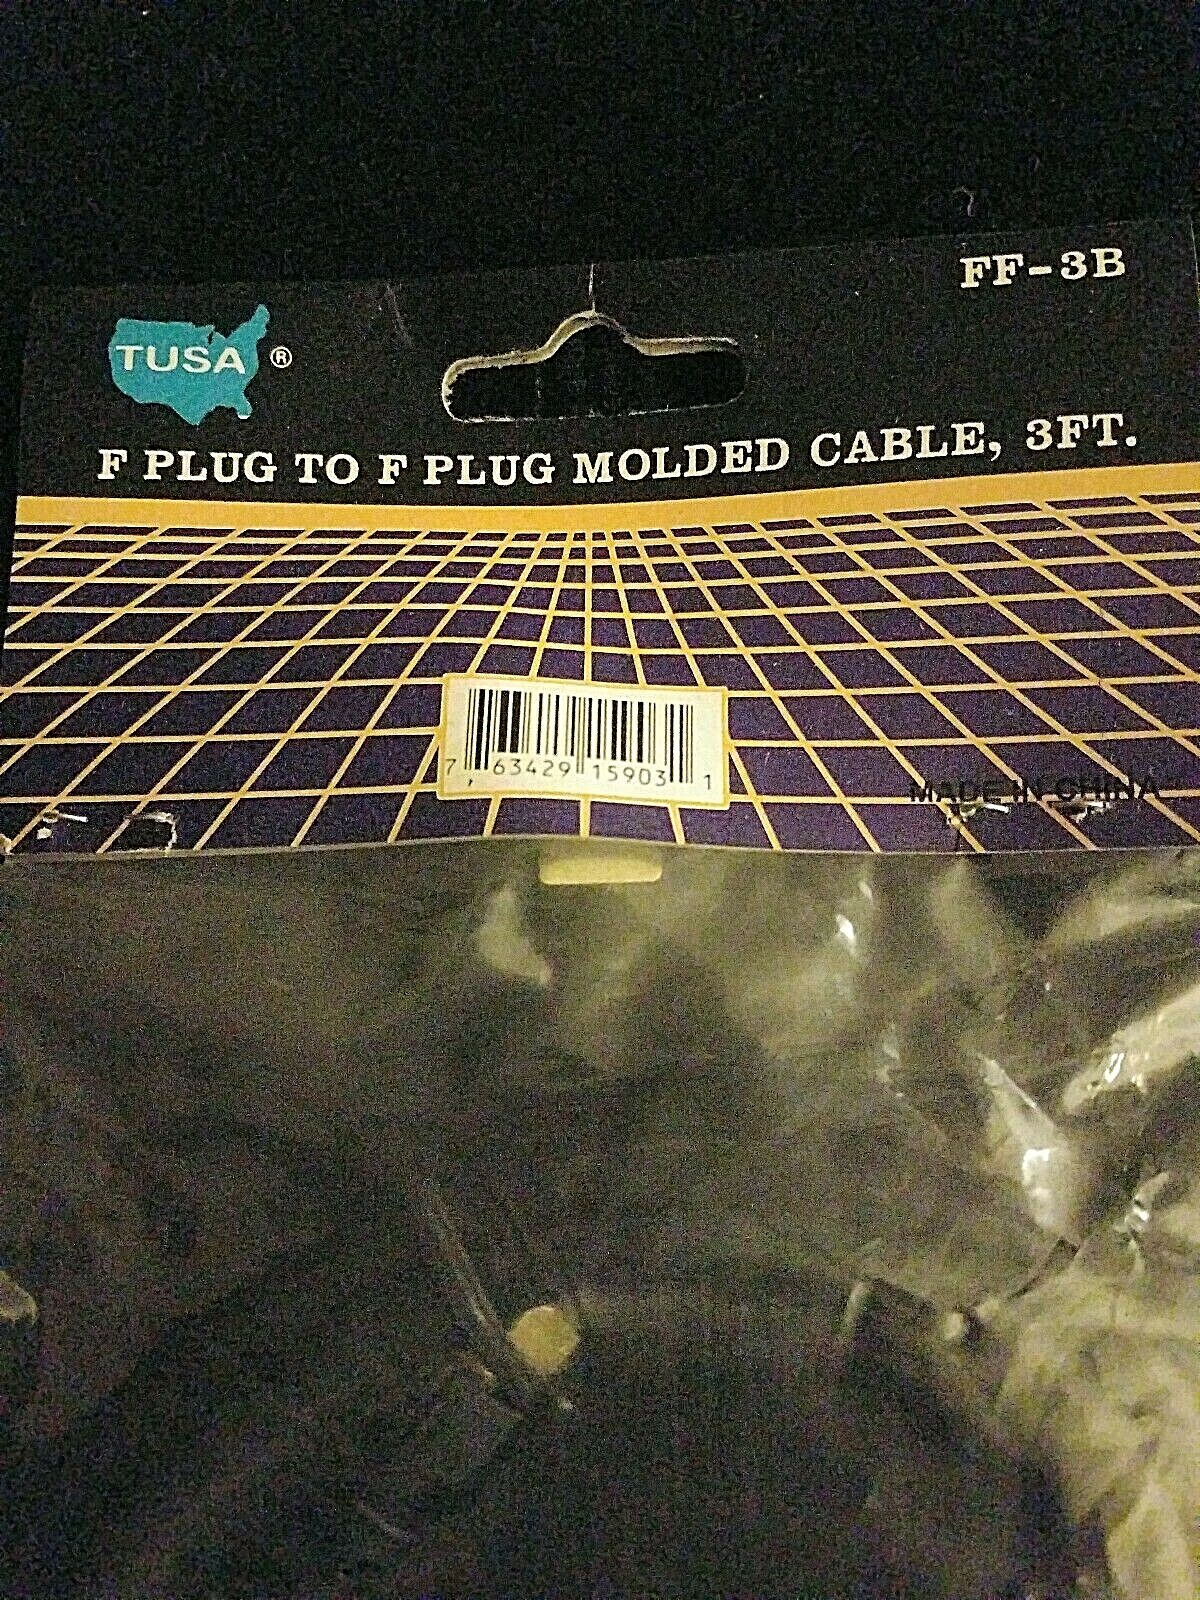 FF-3B
TUSA ®
F PLUG TO F PLUG MOLDED CABLE, 3FT.
7 63429 15903 1
MADE IN CHINA